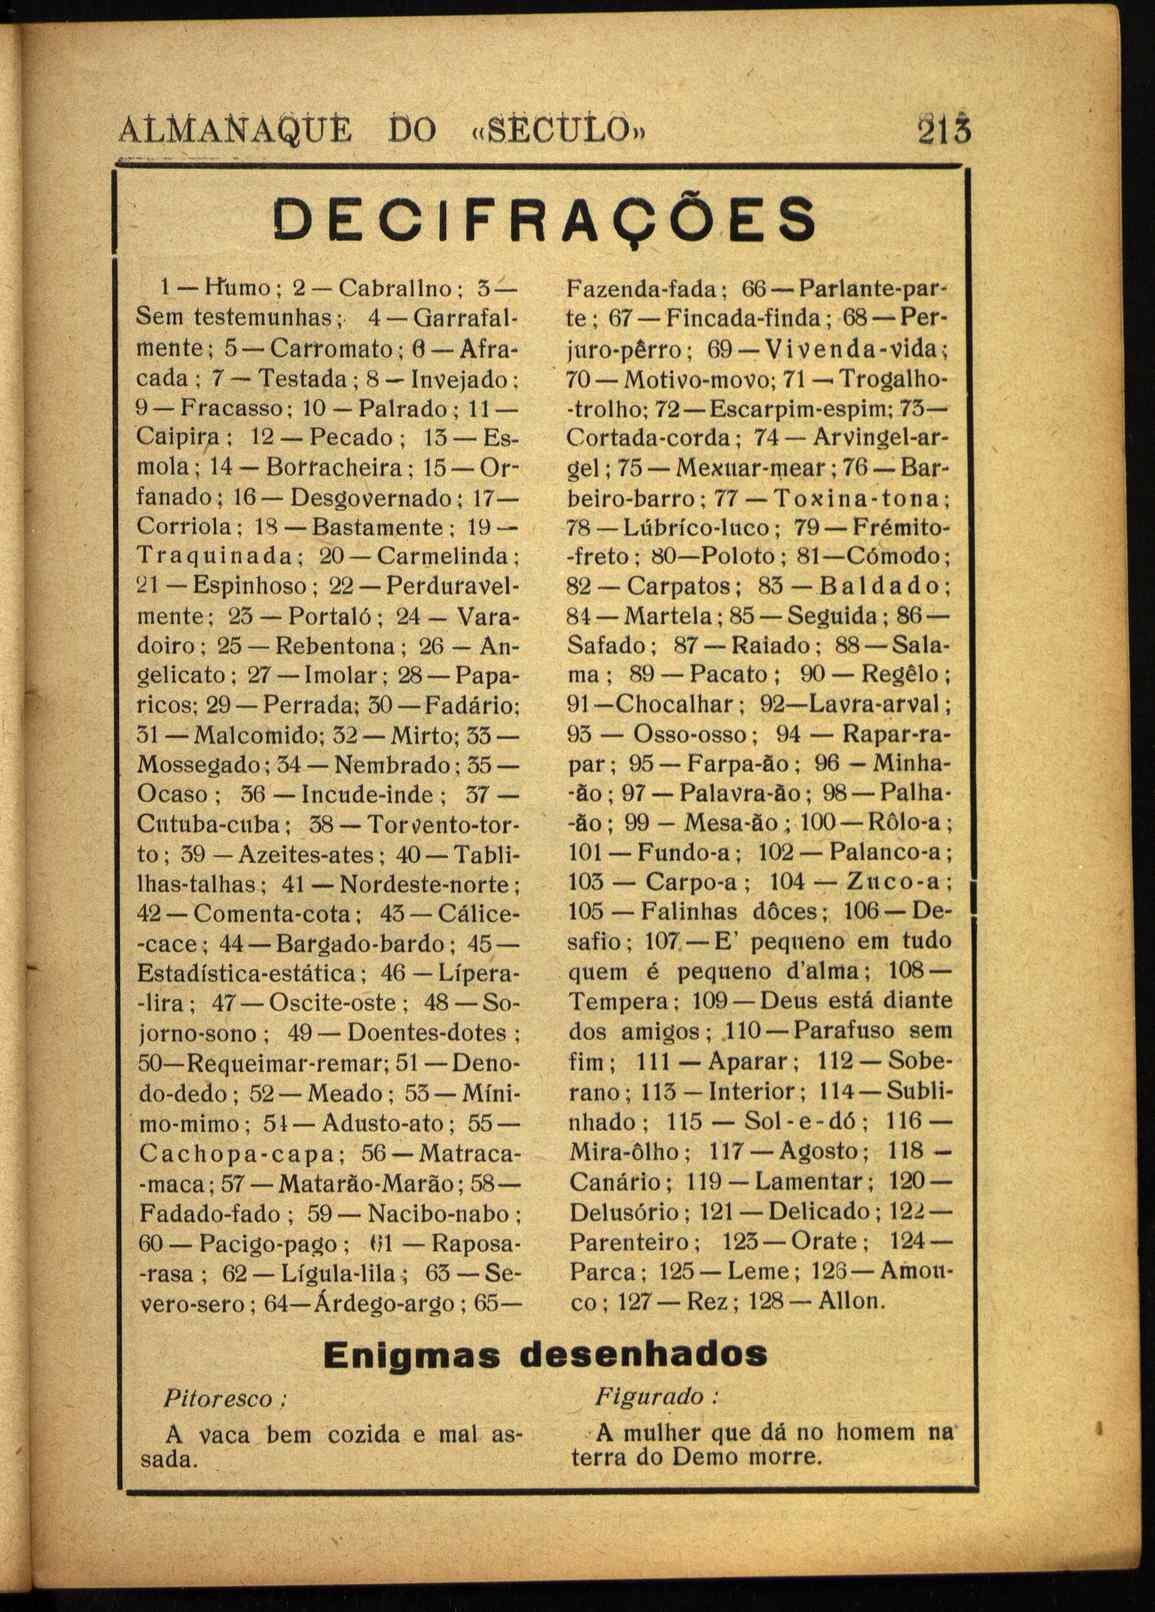 ALMANAQUE DO «SECULO» 213
DECIFRAÇÕES
1 — Humo; 2 — Cabrallno; 3—
Sem testemunhas; 4 — Garrafal-
mente; 5 — Carromato; 6 — Afra-
cada; 7 — Testada; 8 — Invejado;
9 — Fracasso; 10 — Palrado; 11 —
Caipira; 12 — Pecado; 13 — Es-
mola; 14 — Borracheira; 15 — Or-
fanado; 16 — Desgovernado; 17—
Corriola; 18 — Bastamente; 19 —
Traquinada; 20 — Carmelinda;
21 — Espinhoso; 22 — Perduravel-
mente; 23 — Portaló; 24 — Vara-
doiro; 25 — Rebentona; 26 — An-
gelicato; 27 — Imolar; 28 — Papa-
ricos; 29 — Perrada; 30 — Fadário;
31 — Malcomido; 32 — Mirto; 33 —
Mossegado; 34 — Nembrado; 35 —
Ocaso; 36 — Incude-inde; 37 —
Cutuba-cuba; 38 — Torvento-tor-
to; 39 — Azeites-ates; 40 — Tabli-
lhas-talhas; 41 — Nordeste-norte;
42 — Comenta-cota; 43 — Cálice-
-cace; 44 — Bargado-bardo; 45 —
Estadística-estática; 46 — Lípera-
-lira; 47 — Oscite-oste; 48 — So-
jorno-sono; 49 — Doentes-dotes;
50—Requeimar-remar; 51 — Deno-
do-dedo; 52 — Meado; 53 — Míni-
mo-mimo; 54 — Adusto-ato; 55 —
Cachopa-capa; 56 — Matraca-
-maca; 57 — Matarão-Marão; 58—
Fadado-fado; 59 — Nacibo-nabo;
60 — Pacigo-pago; 61 — Raposa-
-rasa; 62 — Lígula-lila; 63 — Se-
vero-sero; 64—Árdego-argo; 65—
Fazenda-fada; 66 — Parlante-par-
te; 67 — Fincada-finda; 68 — Per-
juro-pêrro; 69 — Vivenda-vida;
70 — Motivo-movo; 71 — Trogalho-
-trolho; 72 — Escarpim-espim; 73—
Cortada-corda; 74 — Arvingel-ar-
gel; 75 — Mexuar-mear; 76 — Bar-
beiro-barro; 77 — Toxina-tona;
78 — Lúbríco-luco; 79 — Frémito-
-freto; 80—Poloto; 81—Cómodo;
82 — Carpatos; 83 — Baldado;
84 — Martela; 85 — Seguida; 86 —
Safado; 87 — Raiado; 88 — Sala-
ma; 89 — Pacato; 90 — Regêlo;
91 —Chocalhar; 92—Lavra-arval;
93 — Osso-osso; 94 — Rapar-ra-
par; 95 — Farpa-ão; 96 — Minha-
-ão; 97 — Palavra-ão; 98 — Palha-
-ão; 99 — Mesa-ão; 100 — Rôlo-a;
101 — Fundo-a; 102 — Palanco-a;
103 — Carpo-a; 104 — Zuco-a;
105 — Falinhas dôces; 106 — De-
safio; 107 — E' pequeno em tudo
quem é pequeno d'alma; 108 —
Tempera; 109 — Deus está diante
dos amigos; 110 — Parafuso sem
fim; 111 — Aparar; 112 — Sobe-
rano; 113 — Interior; 114 — Subli-
nhado; 115 — Sol-e-dó; 116 —
Mira-ôlho; 117 — Agosto; 118 —
Canário; 119 — Lamentar; 120 —
Delusório; 121 — Delicado; 122 —
Parenteiro; 123 — Orate; 124 —
Parca; 125 — Leme; 126 — Amou-
co; 127 — Rez; 128 — Allon.
Enigmas desenhados
Pitoresco:
A vaca bem cozida e mal as-
sada.
Figurado:
A mulher que dá no homem na
terra do Demo morre.